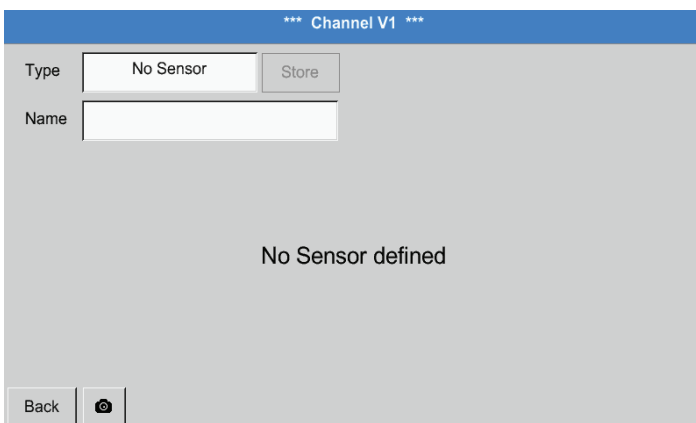 *** Channel V1 ***
Type No Sensor Store
Name
No Sensor defined
Back